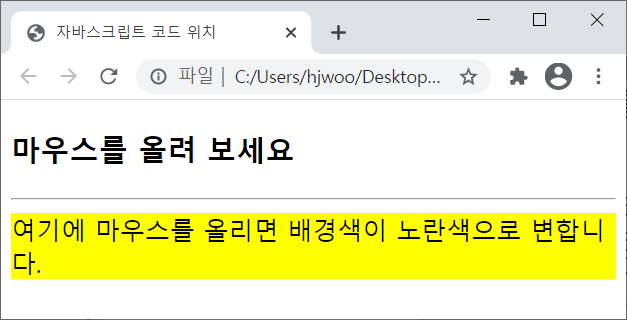 자바스크립트 코드 위치
파일 | C:/Users/hjwoo/Desktop...
마우스를 올려 보세요
여기에 마우스를 올리면 배경색이 노란색으로 변합니
다.